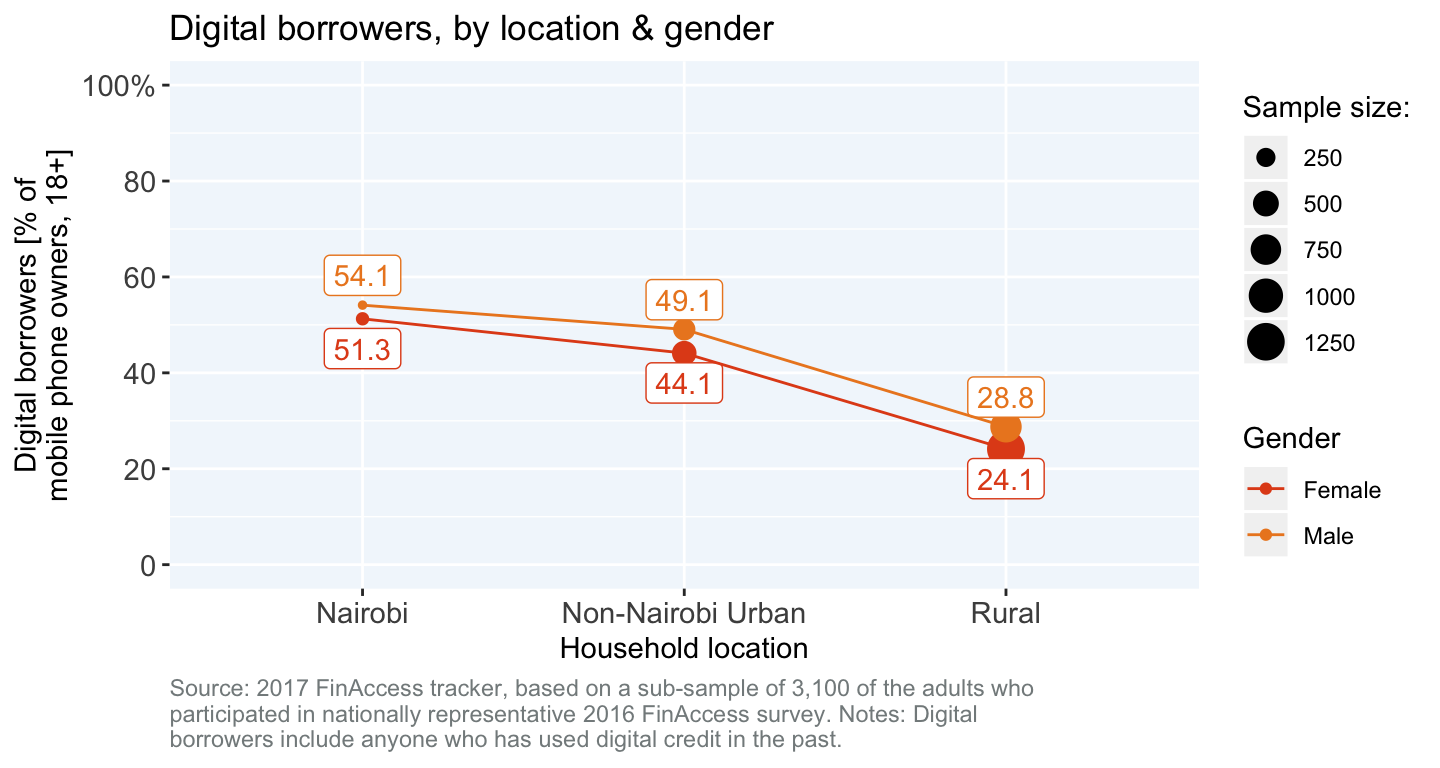 Digital borrowers, by location & gender
Digital borrowers [% of
mobile phone owners, 18+]
100%
80
60
40
20
0
54.1
51.3
49.1
44.1
28.8
24.1
Nairobi
Non-Nairobi Urban
Rural
Household location
Sample size:
250
500
750
1000
1250
Gender
Female
Male
Source: 2017 FinAccess tracker, based on a sub-sample of 3,100 of the adults who
participated in nationally representative 2016 FinAccess survey. Notes: Digital
borrowers include anyone who has used digital credit in the past.